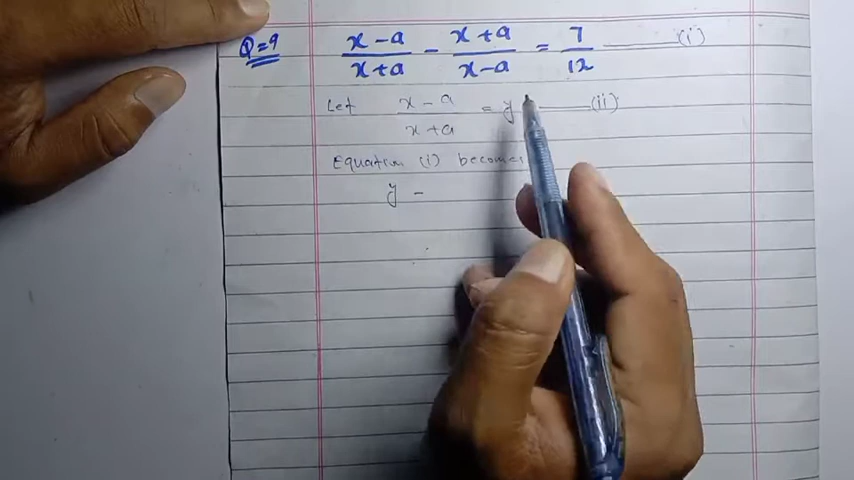 Q=9 (x-a)/(x+a) - (x+a)/(x-a) = 7/12 ——— (i)
Let (x-a)/(x+a) = y ——— (ii)
Equation (i) becomes
y -